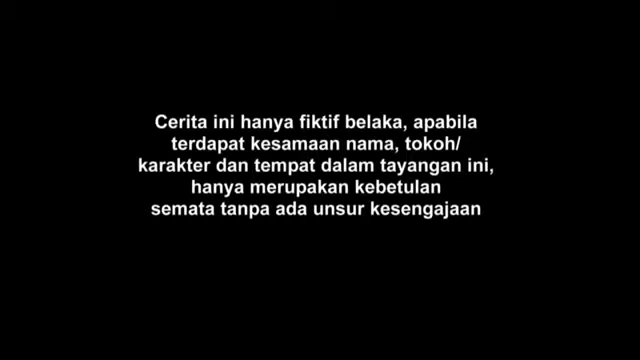 Cerita ini hanya fiktif belaka, apabila
terdapat kesamaan nama, tokoh/
karakter dan tempat dalam tayangan ini,
hanya merupakan kebetulan
semata tanpa ada unsur kesengajaan